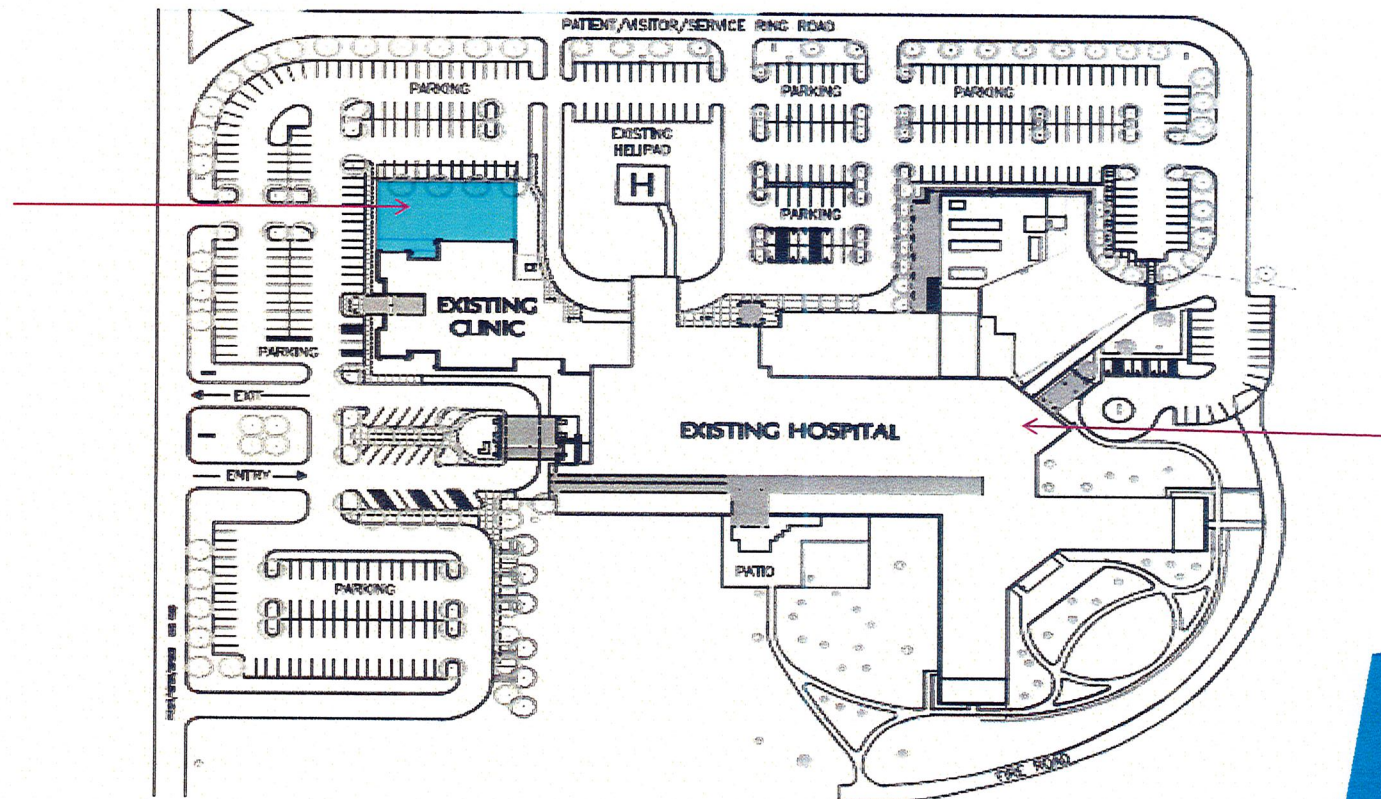 PATIENT/VISITOR/SERVICE RING ROAD
PARKING
PARKING
PARKING
EXISTING
HELIPAD
H
PARKING
EXISTING
CLINIC
PARKING
EXIT
EXISTING HOSPITAL
ENTRY
PATIO
PARKING
FIRE ROAD